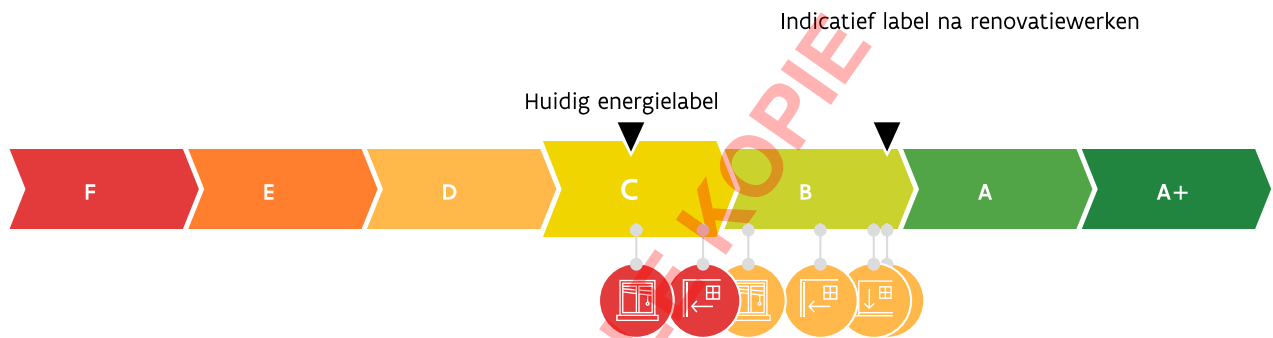 Indicatief label na renovatiewerken
Huidig energielabel
F E D C B A A+
E KOPIE